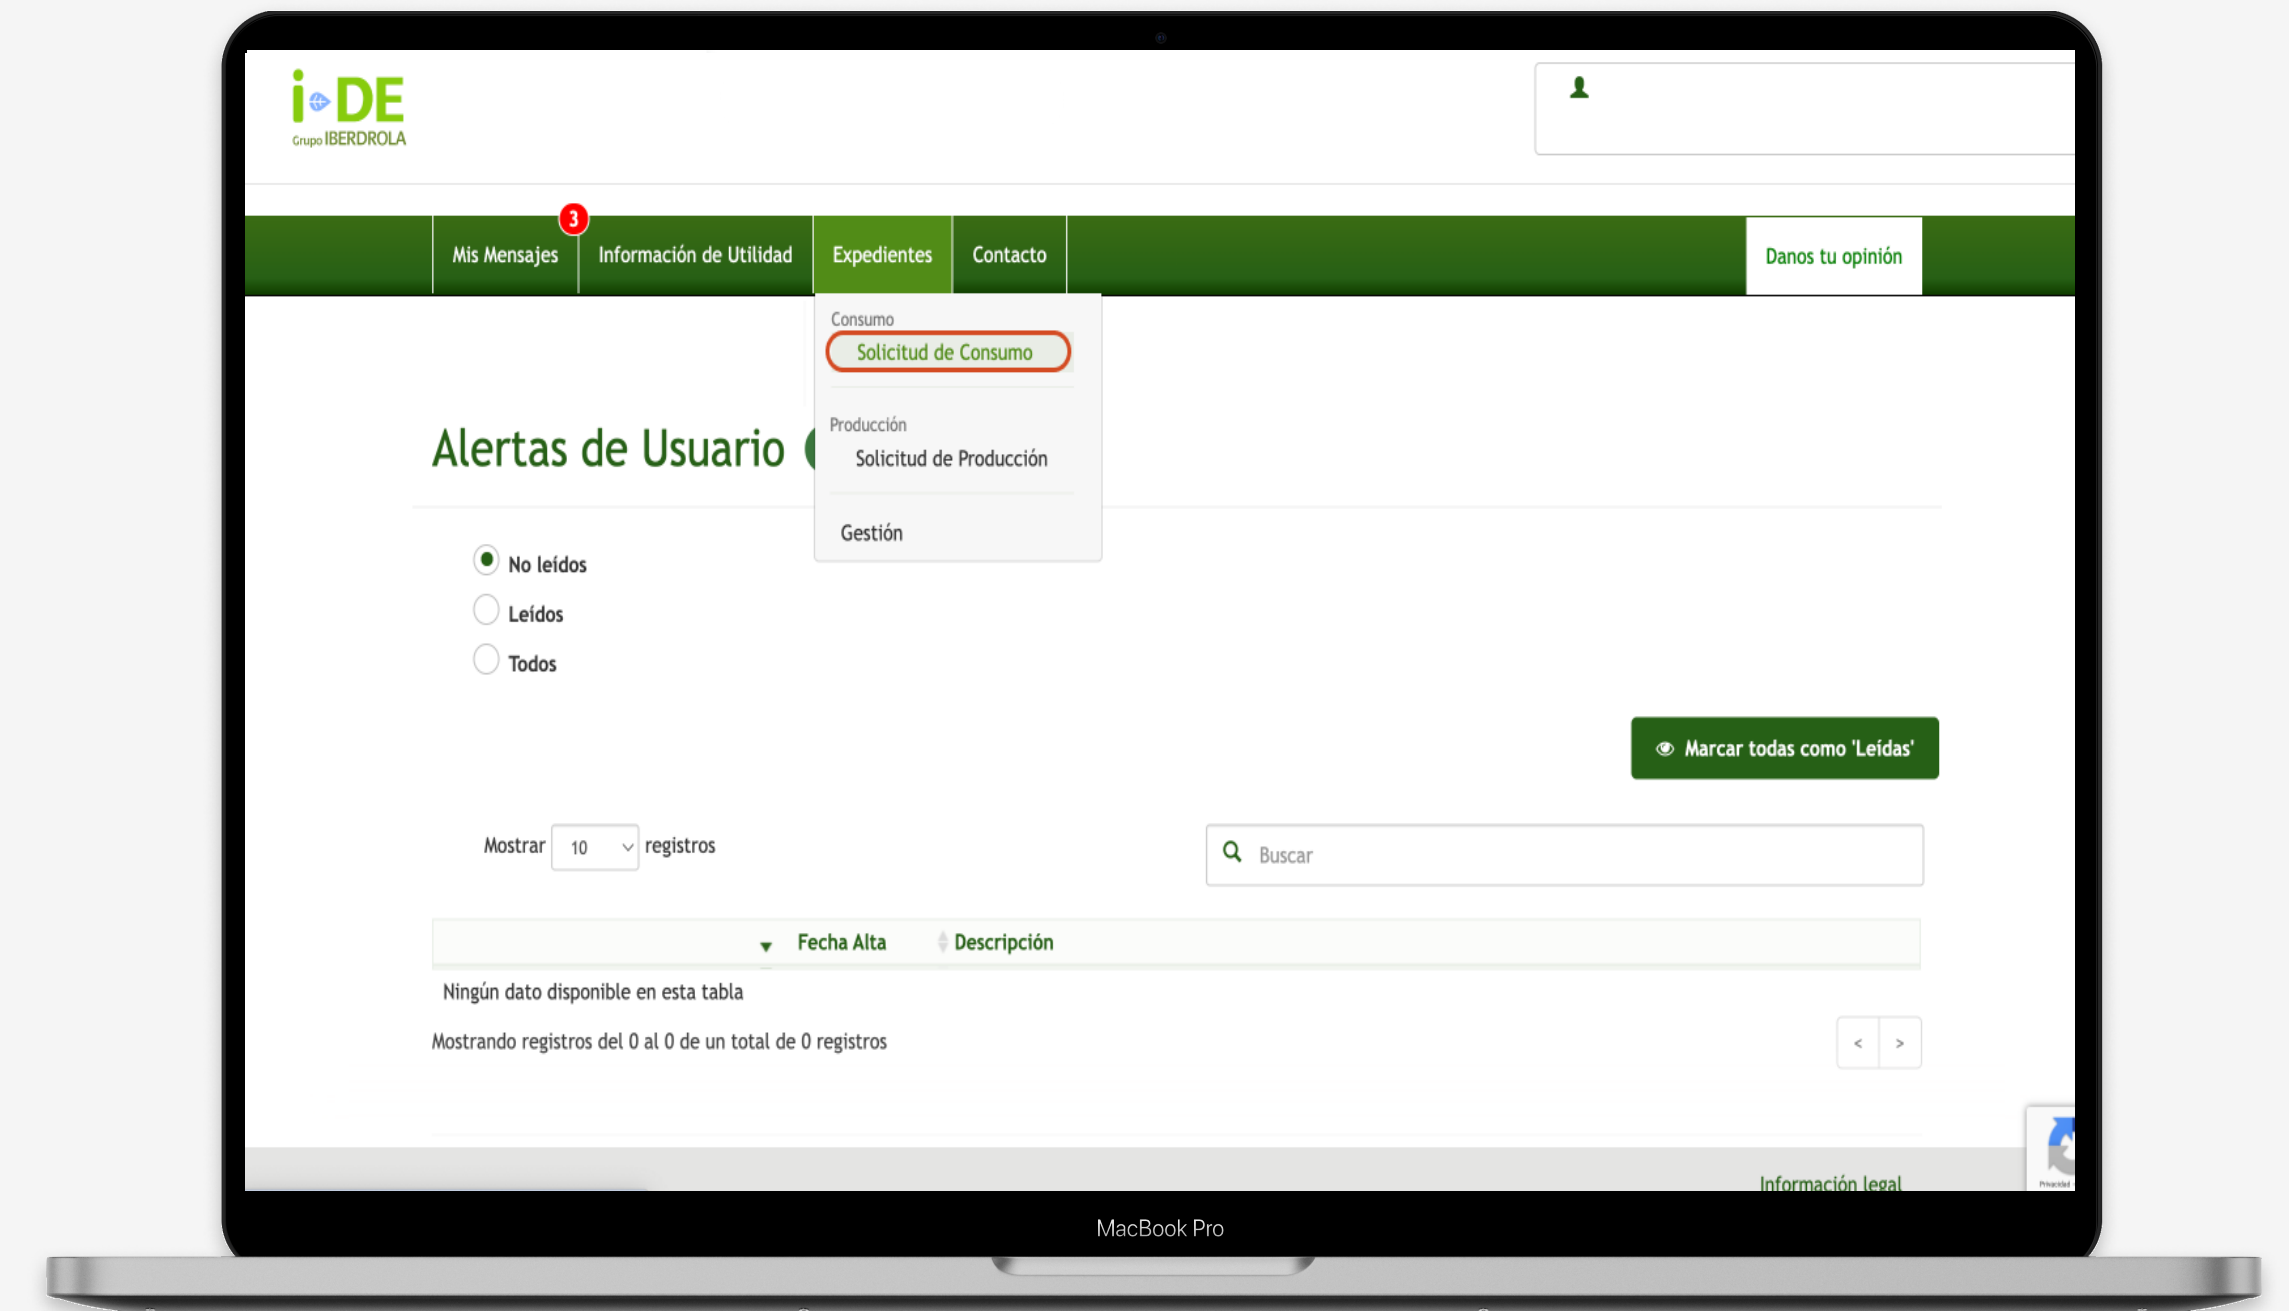 i DE
Grupo IBERDROLA
3
Mis Mensajes
Información de Utilidad
Expedientes
Contacto
Danos tu opinión
Consumo
Solicitud de Consumo
Producción
Solicitud de Producción
Gestión
Alertas de Usuario
No leídos
Leídos
Todos
Marcar todas como 'Leídas'
Mostrar 10 registros
Buscar
Fecha Alta
Descripción
Ningún dato disponible en esta tabla
Mostrando registros del 0 al 0 de un total de 0 registros
< >
Información legal
Privacidad
MacBook Pro